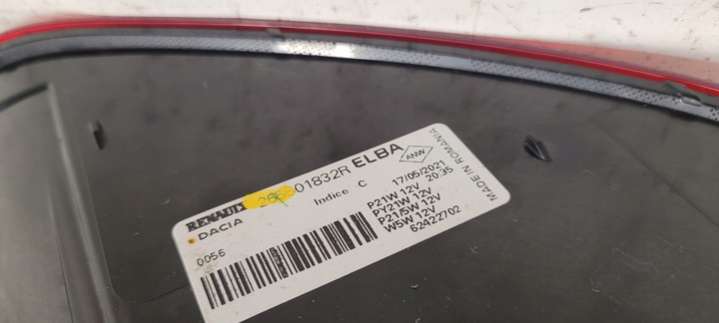 RENAULT 01832R ELBA
DACIA
Indice C
ANW
0056
17/05/2021
20:35
P21W 12V
PY21W 12V
P21/5W 12V
W5W 12V
62422702
MADE IN ROMANIA